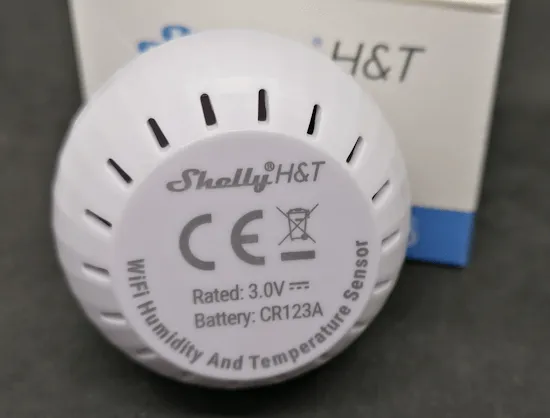 H&T
Shelly® H&T
CE
Rated: 3.0V
Battery: CR123A
WiFi Humidity And Temperature Sensor